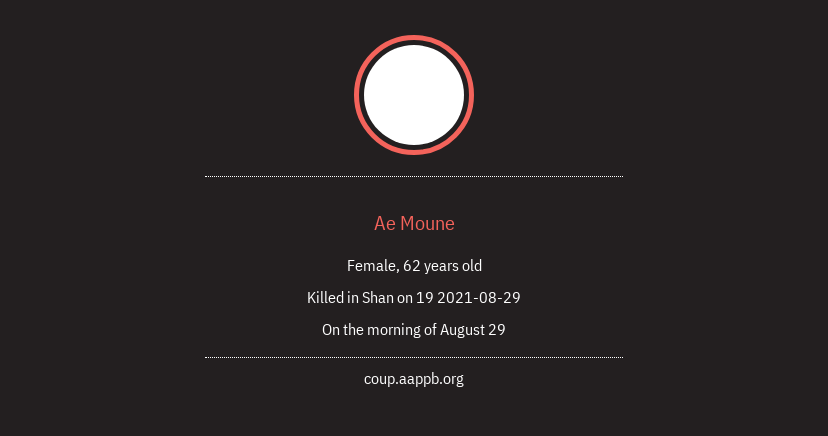 Ae Moune
Female, 62 years old
Killed in Shan on 19 2021-08-29
On the morning of August 29
coup.aappb.org